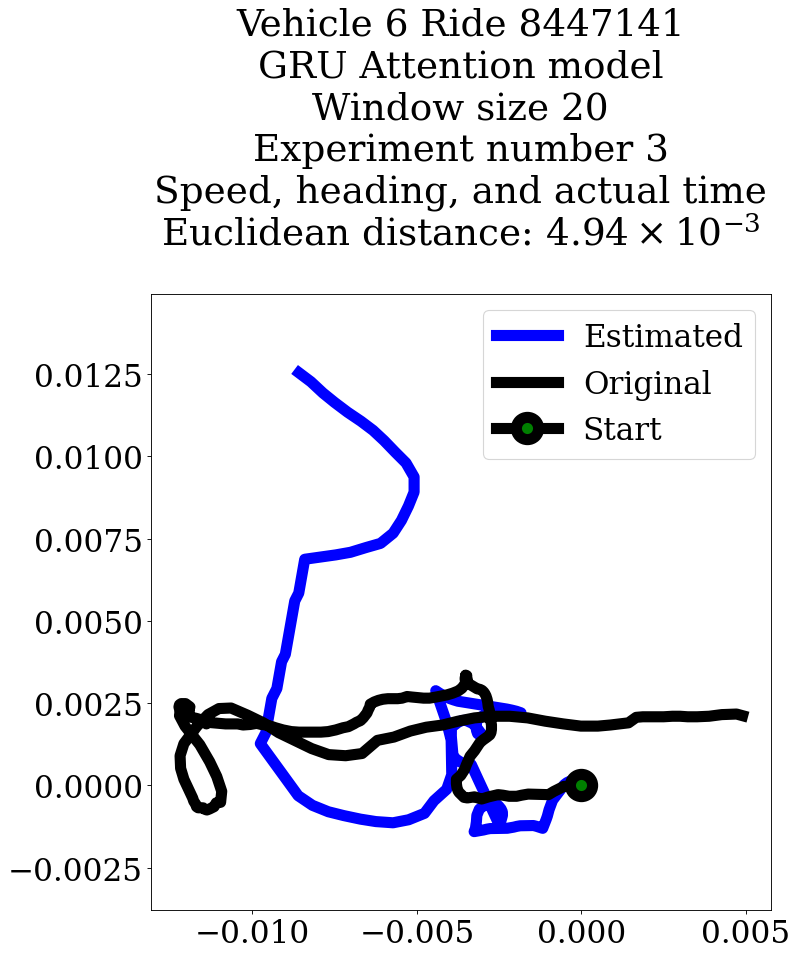 Vehicle 6 Ride 8447141
GRU Attention model
Window size 20
Experiment number 3
Speed, heading, and actual time
Euclidean distance: 4.94 × 10⁻³
Estimated
Original
Start
0.0125
0.0100
0.0075
0.0050
0.0025
0.0000
−0.0025
−0.010 −0.005 0.000 0.005